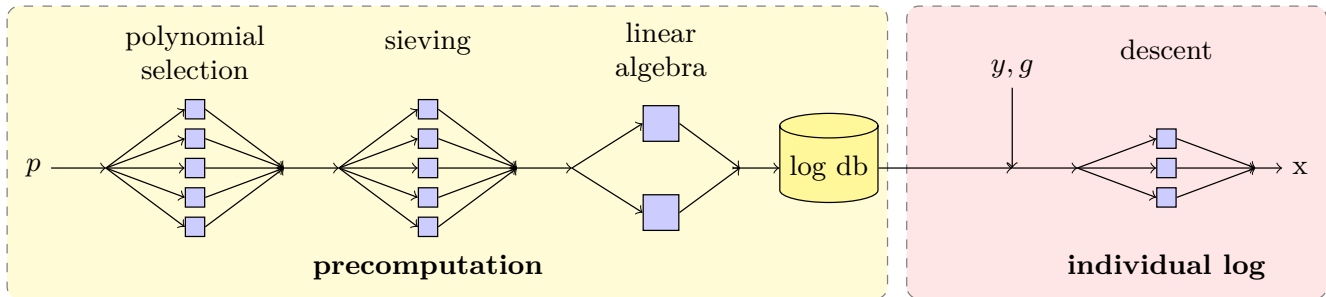 polynomial
selection
sieving
linear
algebra
p
log db
precomputation
y, g
descent
x
individual log